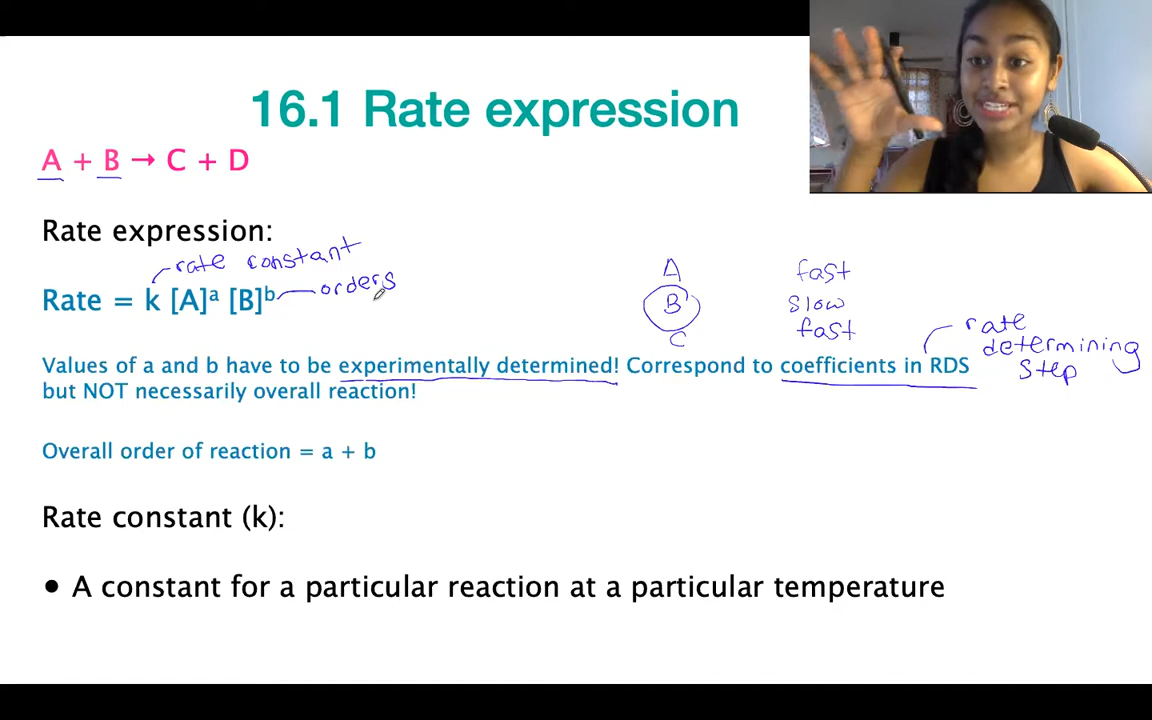 16.1 Rate expression
A + B → C + D
Rate expression:
rate constant
orders
Rate = k [A]ᵃ [B]ᵇ
A fast
B slow
C fast
rate
determining
step
Values of a and b have to be experimentally determined! Correspond to coefficients in RDS
but NOT necessarily overall reaction!
Overall order of reaction = a + b
Rate constant (k):
• A constant for a particular reaction at a particular temperature